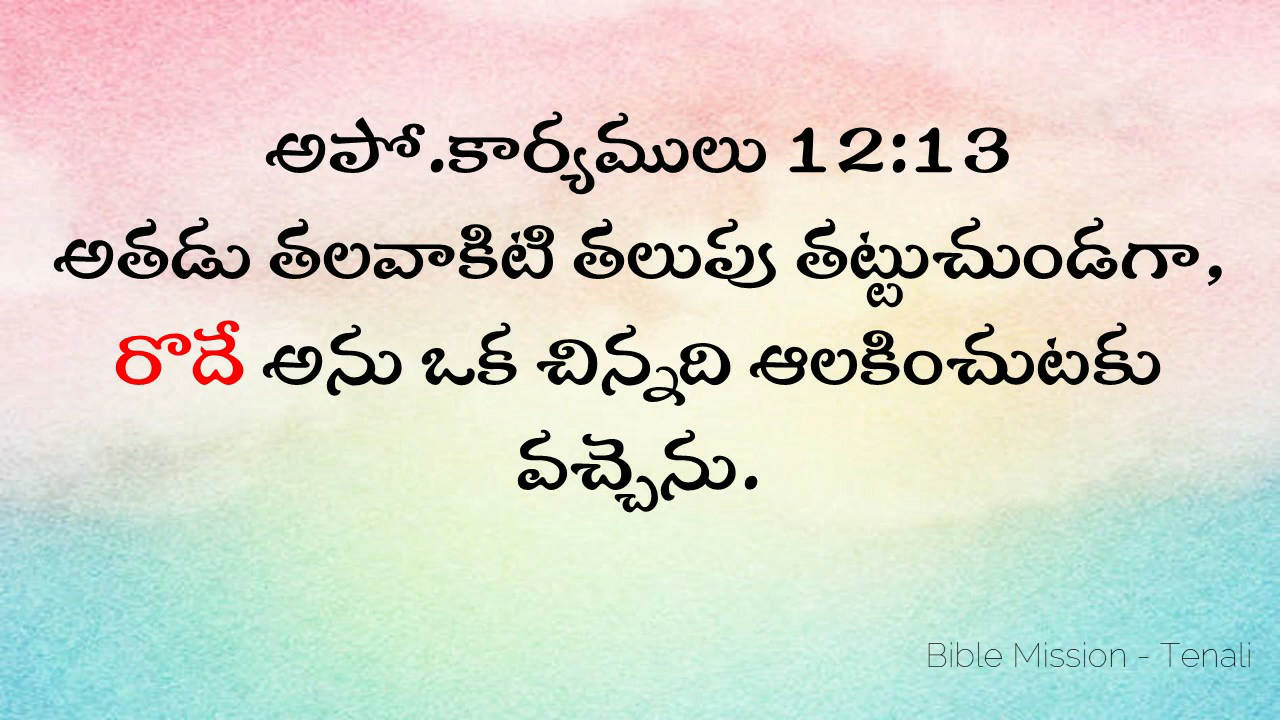 అపో.కార్యములు 12:13
అతడు తలవాకిటి తలుపు తట్టుచుండగా,
రొదే అను ఒక చిన్నది ఆలకించుటకు
వచ్చెను.
Bible Mission - Tenali